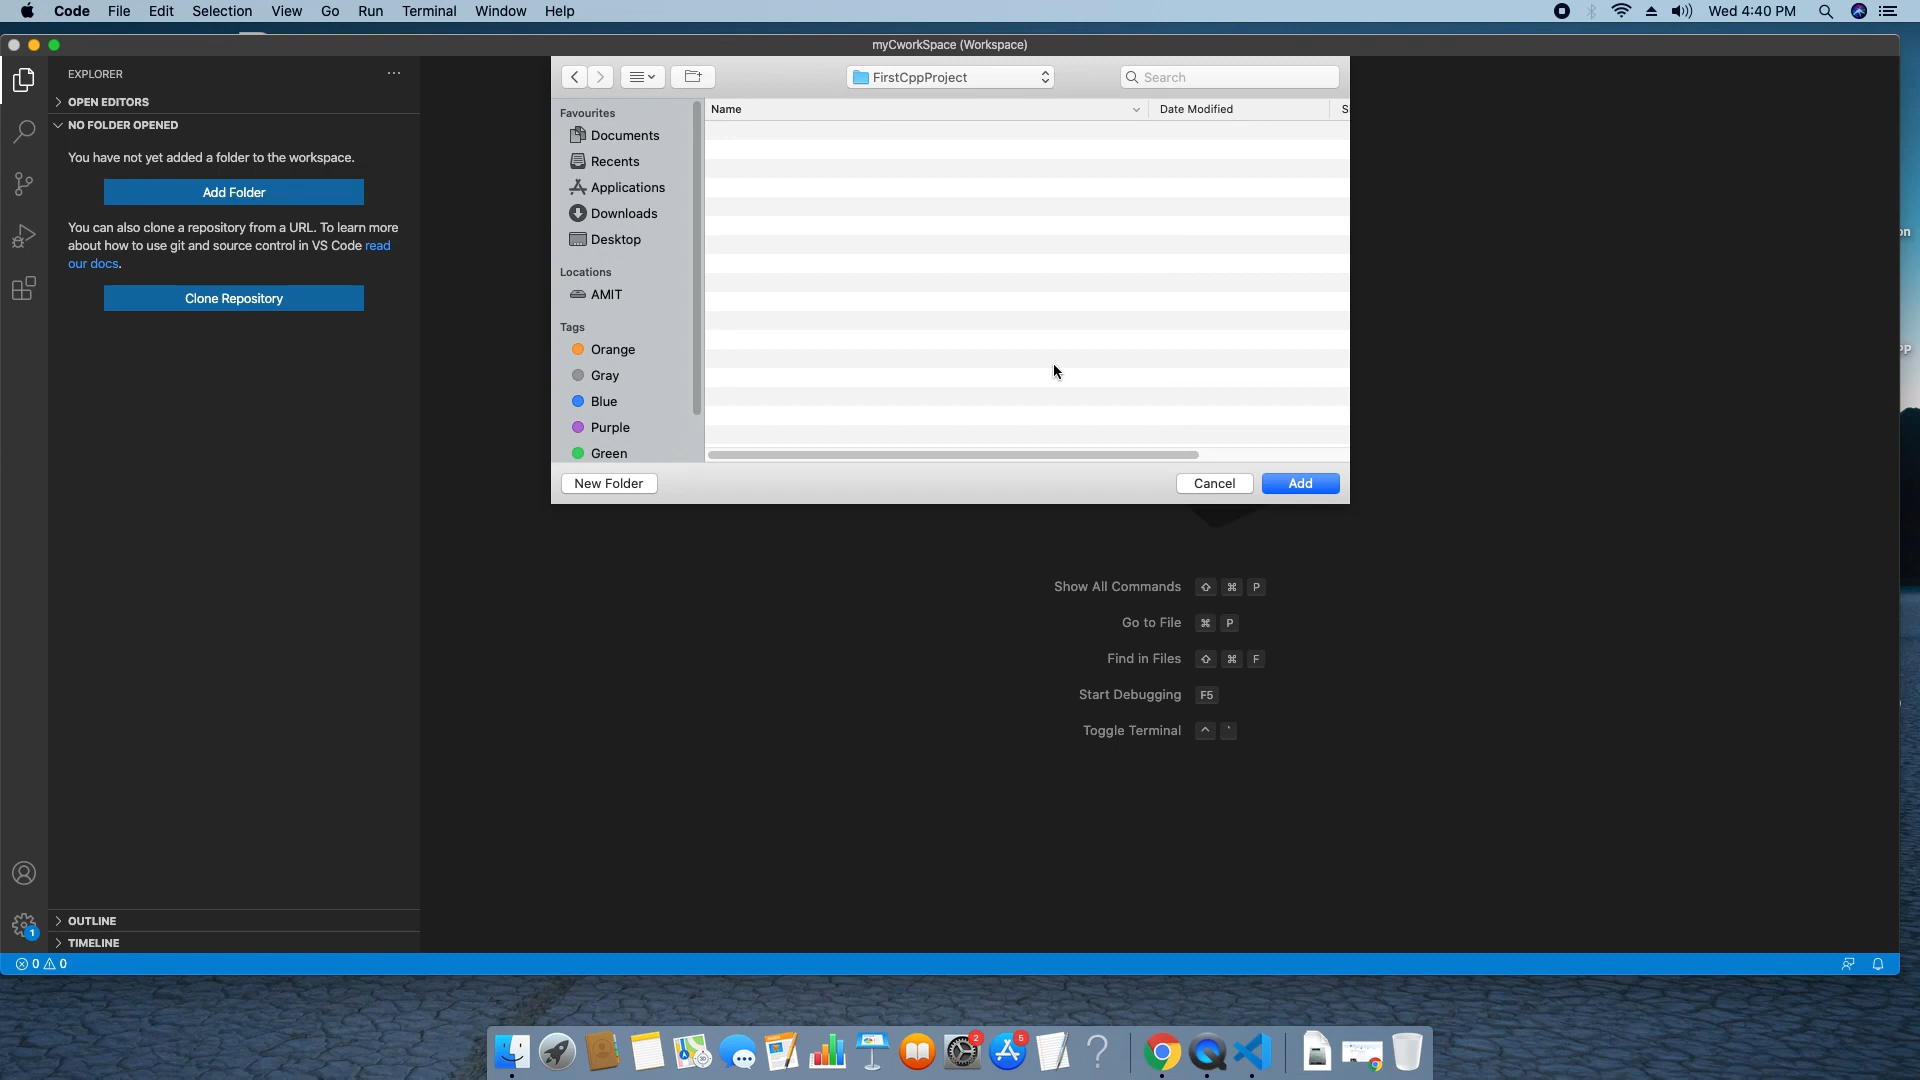 Code File Edit Selection View Go Run Terminal Window Help
Wed 4:40 PM
myCworkSpace (Workspace)
EXPLORER
OPEN EDITORS
NO FOLDER OPENED
You have not yet added a folder to the workspace.
Add Folder
You can also clone a repository from a URL. To learn more
about how to use git and source control in VS Code read
our docs.
Clone Repository
OUTLINE
TIMELINE
1
0 0
FirstCppProject
Search
Favourites
Documents
Recents
Applications
Downloads
Desktop
Locations
AMIT
Tags
Orange
Gray
Blue
Purple
Green
Name Date Modified S
New Folder
Cancel Add
Show All Commands ⇧ ⌘ P
Go to File ⌘ P
Find in Files ⇧ ⌘ F
Start Debugging F5
Toggle Terminal ^ `
on
PP
2
5